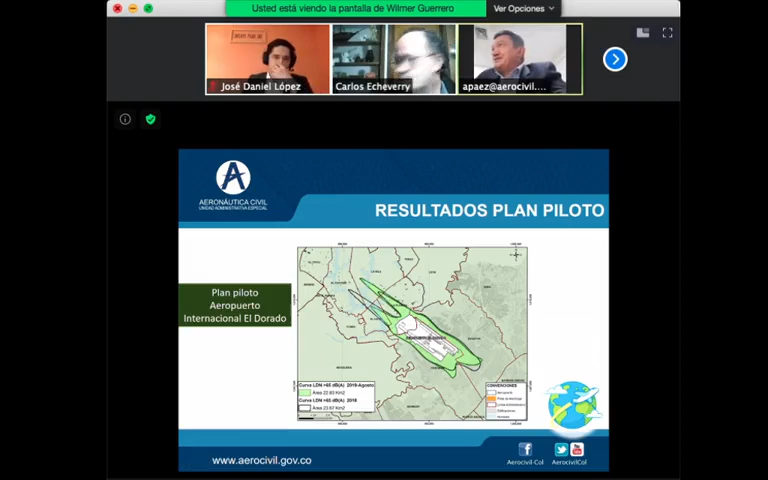 Usted está viendo la pantalla de Wilmer Guerrero
Ver Opciones
José Daniel López
Carlos Echeverry
apaez@aerocivil....
AERONÁUTICA CIVIL
UNIDAD ADMINISTRATIVA ESPECIAL
RESULTADOS PLAN PILOTO
Plan piloto
Aeropuerto
Internacional El Dorado
Curva LDN >65 dB(A) 2019-Agosto
Área 22.80 Km2
Curva LDN >65 dB(A) 2018
Área 23.67 Km2
CONVENCIONES
www.aerocivil.gov.co
Aerocivil-Col
AerocivilCol